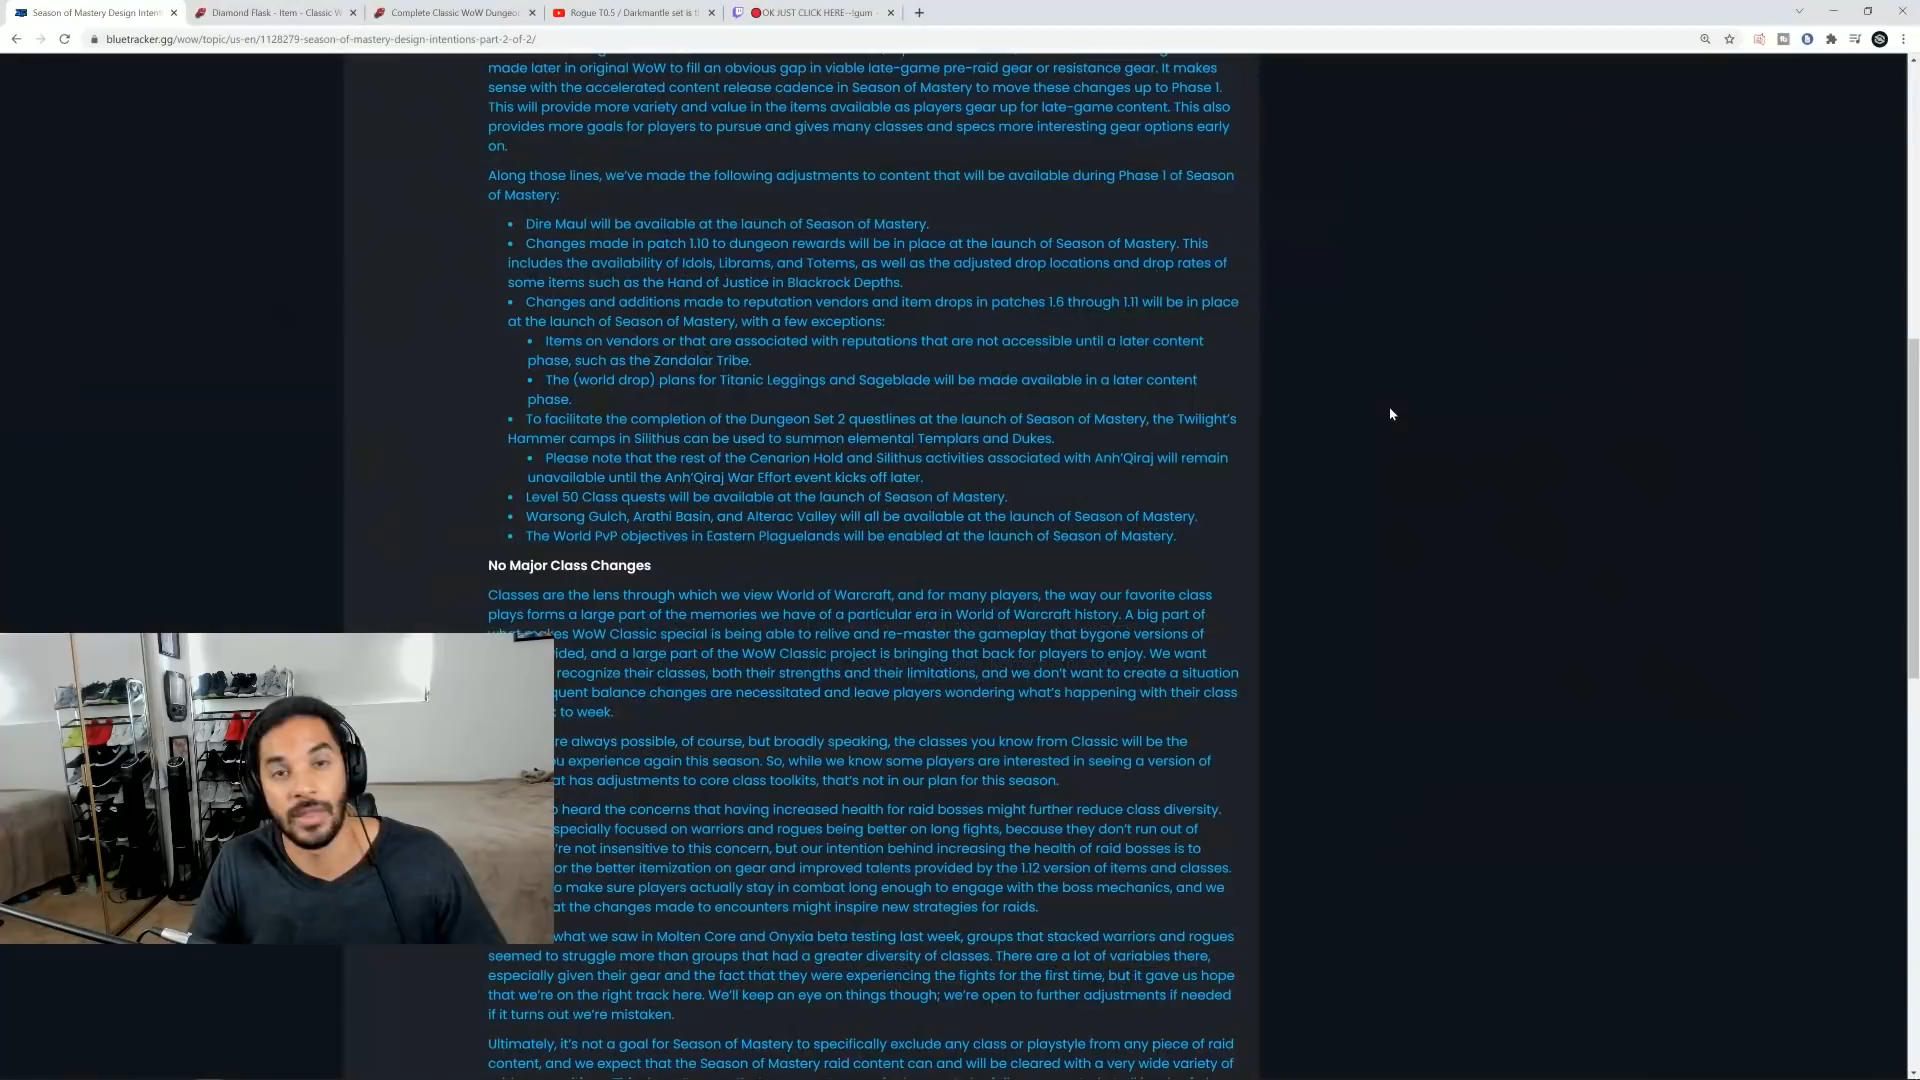 Season of Mastery Design Inten
Diamond Flask - Item - Classic W
Complete Classic WoW Dungeo
Rogue T0.5 / Darkmantle set is t
OK JUST CLICK HERE--!gum -
bluetracker.gg/wow/topic/us-en/1128279-season-of-mastery-design-intentions-part-2-of-2/
made later in original WoW to fill an obvious gap in viable late-game pre-raid gear or resistance gear. It makes
sense with the accelerated content release cadence in Season of Mastery to move these changes up to Phase 1.
This will provide more variety and value in the items available as players gear up for late-game content. This also
provides more goals for players to pursue and gives many classes and specs more interesting gear options early
on.
Along those lines, we've made the following adjustments to content that will be available during Phase 1 of Season
of Mastery:
• Dire Maul will be available at the launch of Season of Mastery.
• Changes made in patch 1.10 to dungeon rewards will be in place at the launch of Season of Mastery. This
includes the availability of Idols, Librams, and Totems, as well as the adjusted drop locations and drop rates of
some items such as the Hand of Justice in Blackrock Depths.
• Changes and additions made to reputation vendors and item drops in patches 1.6 through 1.11 will be in place
at the launch of Season of Mastery, with a few exceptions:
• Items on vendors or that are associated with reputations that are not accessible until a later content
phase, such as the Zandalar Tribe.
• The (world drop) plans for Titanic Leggings and Sageblade will be made available in a later content
phase.
• To facilitate the completion of the Dungeon Set 2 questlines at the launch of Season of Mastery, the Twilight's
Hammer camps in Silithus can be used to summon elemental Templars and Dukes.
• Please note that the rest of the Cenarion Hold and Silithus activities associated with Anh'Qiraj will remain
unavailable until the Anh'Qiraj War Effort event kicks off later.
• Level 50 Class quests will be available at the launch of Season of Mastery.
• Warsong Gulch, Arathi Basin, and Alterac Valley will all be available at the launch of Season of Mastery.
• The World PvP objectives in Eastern Plaguelands will be enabled at the launch of Season of Mastery.
No Major Class Changes
Classes are the lens through which we view World of Warcraft, and for many players, the way our favorite class
plays forms a large part of the memories we have of a particular era in World of Warcraft history. A big part of
what makes WoW Classic special is being able to relive and re-master the gameplay that bygone versions of
ided, and a large part of the WoW Classic project is bringing that back for players to enjoy. We want
recognize their classes, both their strengths and their limitations, and we don't want to create a situation
quent balance changes are necessitated and leave players wondering what's happening with their class
to week.
re always possible, of course, but broadly speaking, the classes you know from Classic will be the
u experience again this season. So, while we know some players are interested in seeing a version of
at has adjustments to core class toolkits, that's not in our plan for this season.
heard the concerns that having increased health for raid bosses might further reduce class diversity.
specially focused on warriors and rogues being better on long fights, because they don't run out of
're not insensitive to this concern, but our intention behind increasing the health of raid bosses is to
or the better itemization on gear and improved talents provided by the 1.12 version of items and classes.
o make sure players actually stay in combat long enough to engage with the boss mechanics, and we
at the changes made to encounters might inspire new strategies for raids.
what we saw in Molten Core and Onyxia beta testing last week, groups that stacked warriors and rogues
seemed to struggle more than groups that had a greater diversity of classes. There are a lot of variables there,
especially given their gear and the fact that they were experiencing the fights for the first time, but it gave us hope
that we're on the right track here. We'll keep an eye on things though; we're open to further adjustments if needed
if it turns out we're mistaken.
Ultimately, it's not a goal for Season of Mastery to specifically exclude any class or playstyle from any piece of raid
content, and we expect that the Season of Mastery raid content can and will be cleared with a very wide variety of